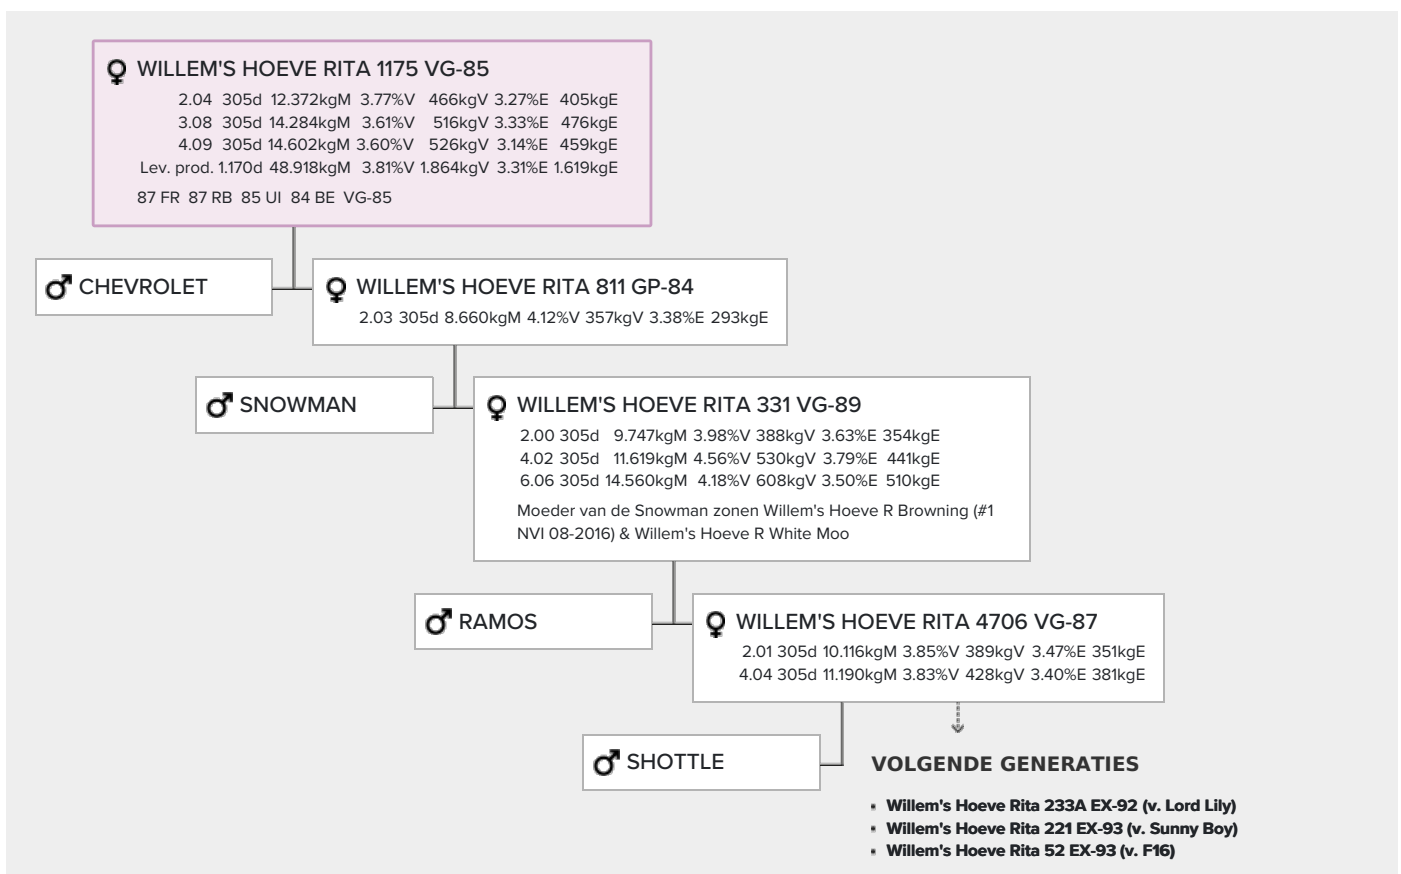 WILLEM'S HOEVE RITA 1175 VG-85
2.04 305d 12.372kgM 3.77%V 466kgV 3.27%E 405kgE
3.08 305d 14.284kgM 3.61%V 516kgV 3.33%E 476kgE
4.09 305d 14.602kgM 3.60%V 526kgV 3.14%E 459kgE
Lev. prod. 1.170d 48.918kgM 3.81%V 1.864kgV 3.31%E 1.619kgE
87 FR 87 RB 85 UI 84 BE VG-85
CHEVROLET
WILLEM'S HOEVE RITA 811 GP-84
2.03 305d 8.660kgM 4.12%V 357kgV 3.38%E 293kgE
SNOWMAN
WILLEM'S HOEVE RITA 331 VG-89
2.00 305d 9.747kgM 3.98%V 388kgV 3.63%E 354kgE
4.02 305d 11.619kgM 4.56%V 530kgV 3.79%E 441kgE
6.06 305d 14.560kgM 4.18%V 608kgV 3.50%E 510kgE
Moeder van de Snowman zonen Willem's Hoeve R Browning (#1
NVI 08-2016) & Willem's Hoeve R White Moo
RAMOS
WILLEM'S HOEVE RITA 4706 VG-87
2.01 305d 10.116kgM 3.85%V 389kgV 3.47%E 351kgE
4.04 305d 11.190kgM 3.83%V 428kgV 3.40%E 381kgE
SHOTTLE
VOLGENDE GENERATIES
Willem's Hoeve Rita 233A EX-92 (v. Lord Lily)
Willem's Hoeve Rita 221 EX-93 (v. Sunny Boy)
Willem's Hoeve Rita 52 EX-93 (v. F16)